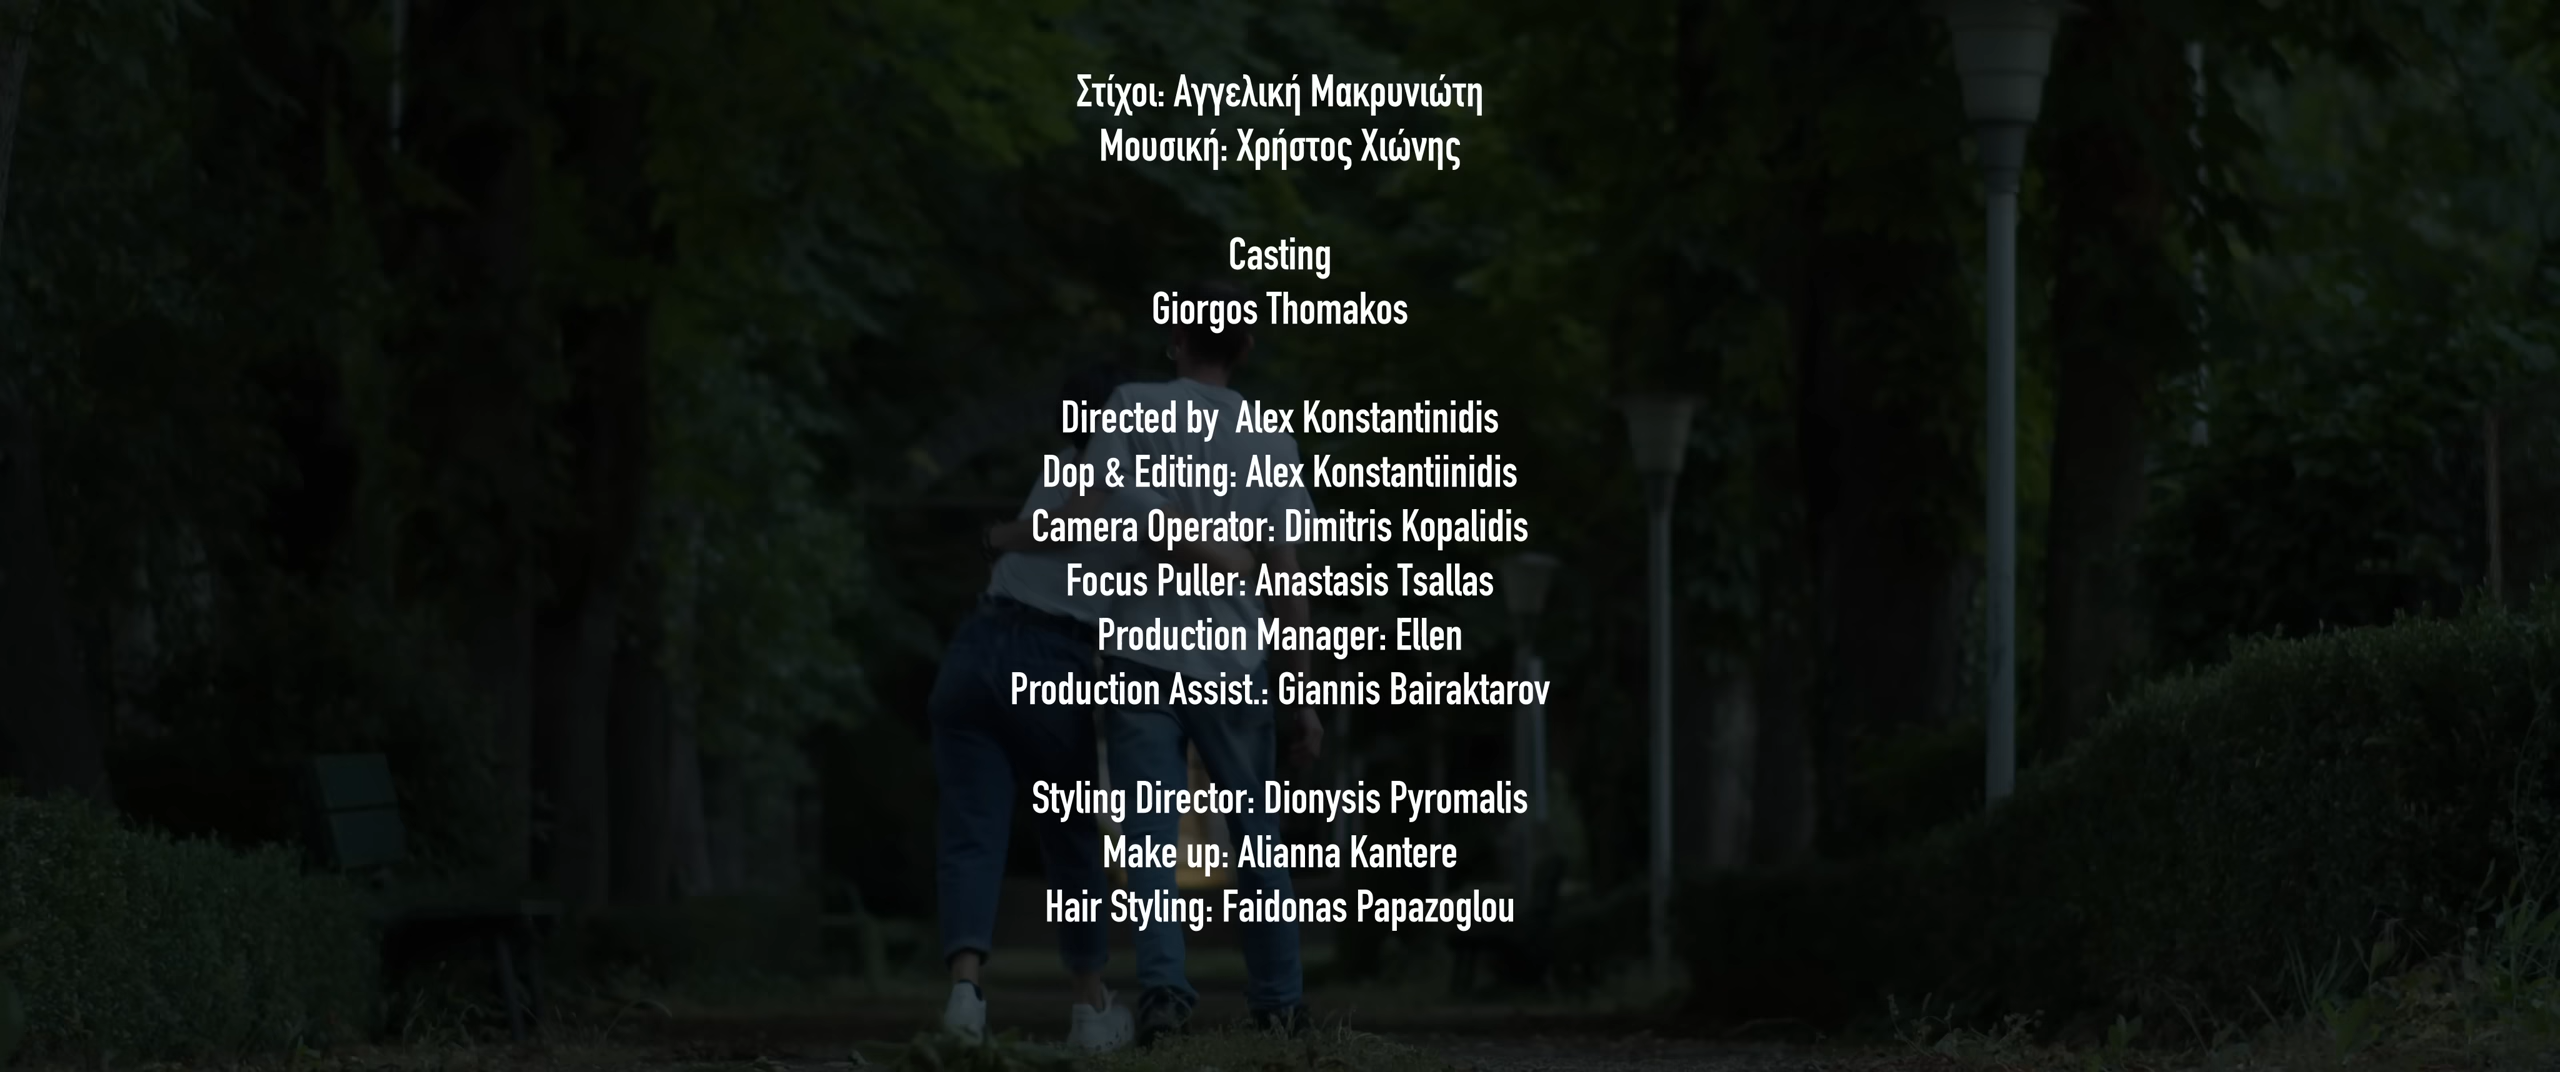 Στίχοι: Αγγελική Μακρυνιώτη
Μουσική: Χρήστος Χιώνης
Casting
Giorgos Thomakos
Directed by  Alex Konstantinidis
Dop & Editing: Alex Konstantiinidis
Camera Operator: Dimitris Kopalidis
Focus Puller: Anastasis Tsallas
Production Manager: Ellen
Production Assist.: Giannis Bairaktarov
Styling Director: Dionysis Pyromalis
Make up: Alianna Kantere
Hair Styling: Faidonas Papazoglou